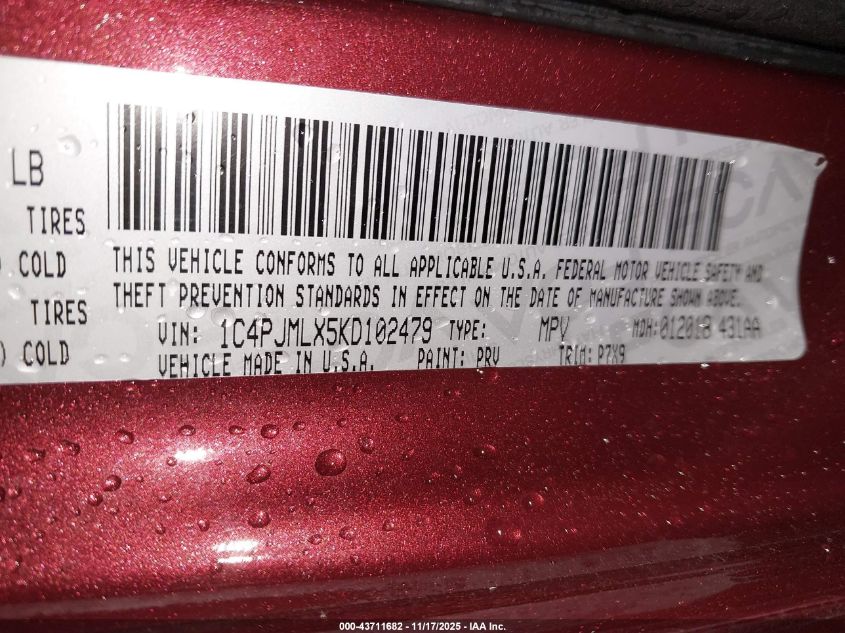 LB
TIRES
COLD
TIRES
) COLD
THIS VEHICLE CONFORMS TO ALL APPLICABLE U.S.A. FEDERAL MOTOR VEHICLE SAFETY AND
THEFT PREVENTION STANDARDS IN EFFECT ON THE DATE OF MANUFACTURE SHOWN ABOVE.
VIN: 1C4PJMLX5KD102479 TYPE: MPV MDH:012018 431AA
VEHICLE MADE IN U.S.A. PAINT: PRV TRIM: P7X9
000-43711682 — 11/17/2025 — IAA Inc.